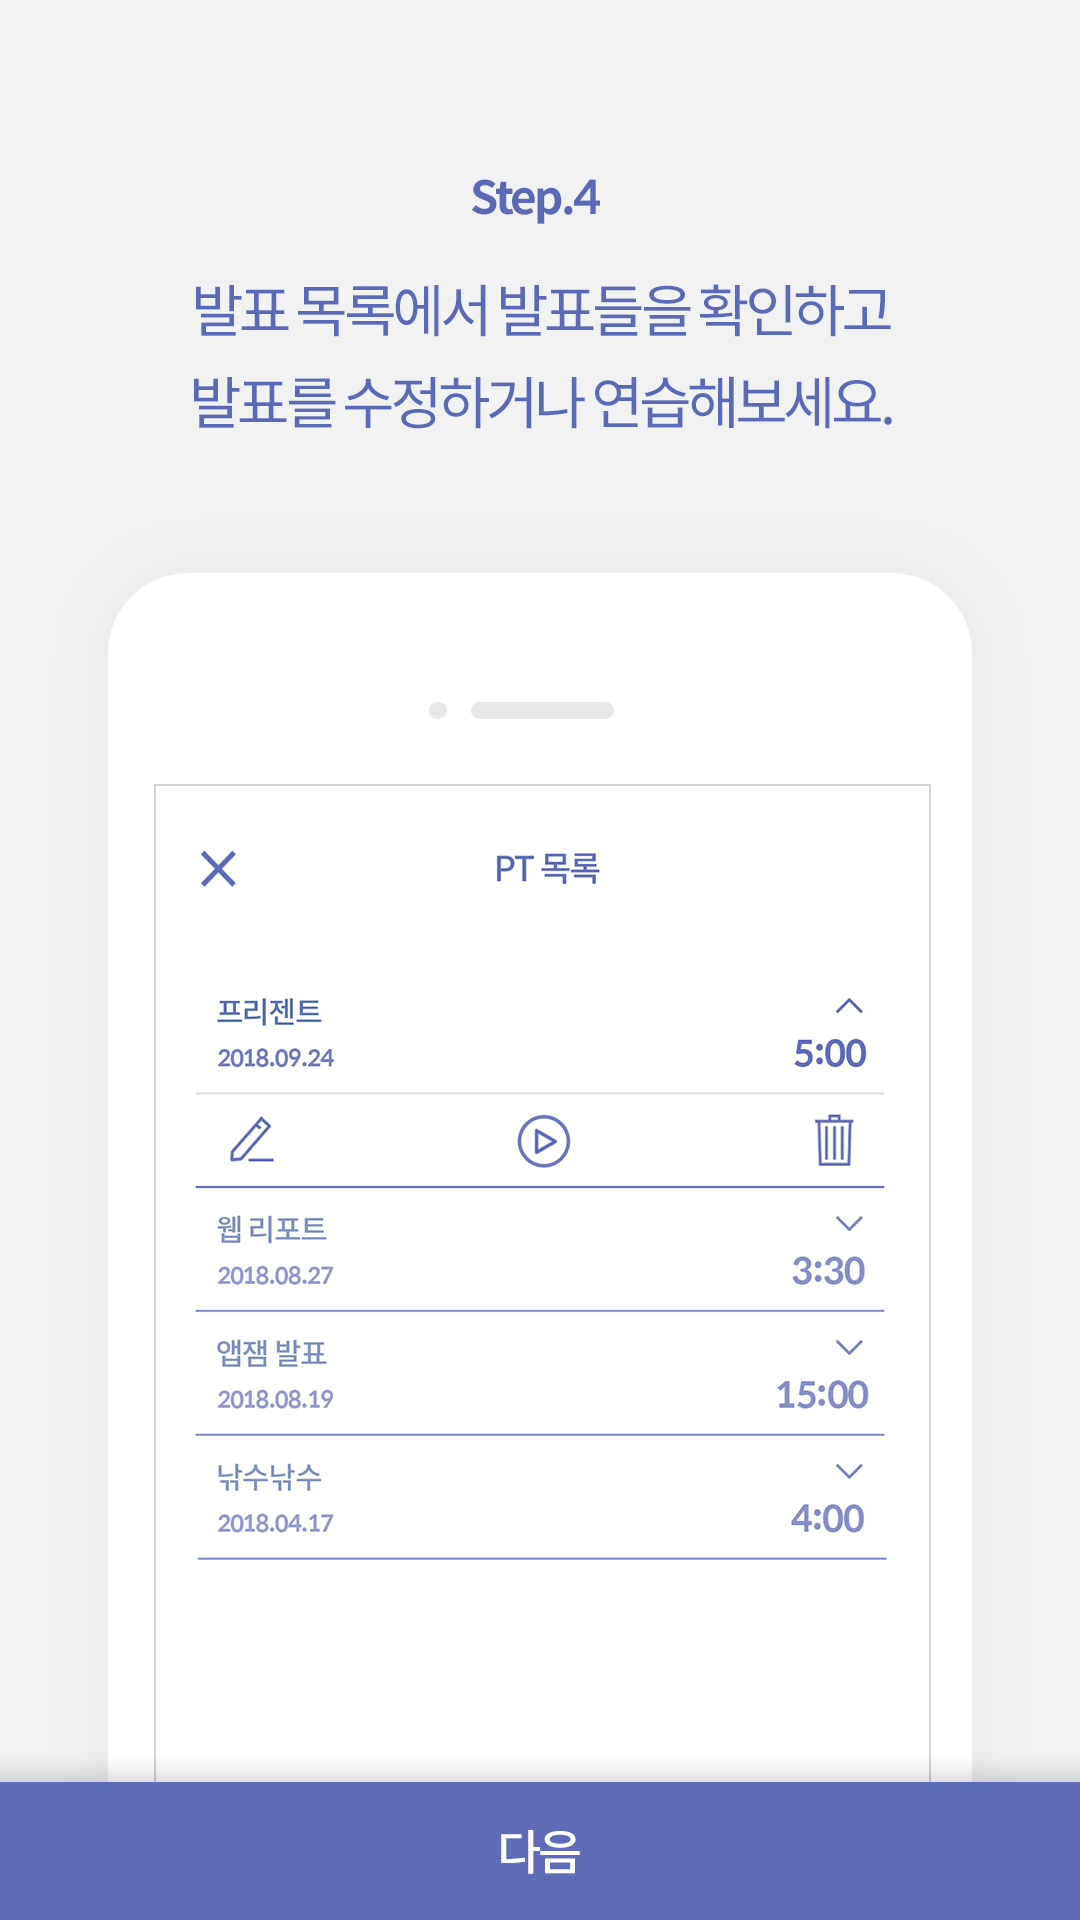 Step.4
발표 목록에서 발표들을 확인하고
발표를 수정하거나 연습해보세요.
PT 목록
프리젠트
2018.09.24
5:00
웹 리포트
2018.08.27
3:30
앱잼 발표
2018.08.19
15:00
낚수낚수
2018.04.17
4:00
다음